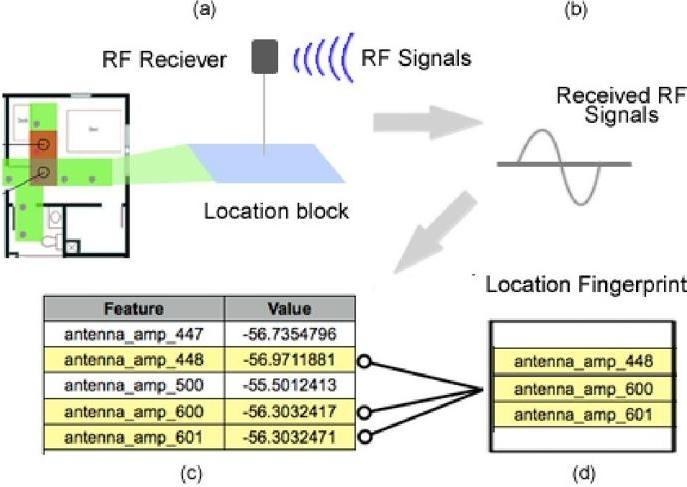 (a)
(b)
RF Reciever
RF Signals
Received RF
Signals
Location block
Location Fingerprint
Feature Value
antenna_amp_447 -56.7354796
antenna_amp_448 -56.9711881
antenna_amp_500 -55.5012413
antenna_amp_600 -56.3032417
antenna_amp_601 -56.3032471
antenna_amp_448
antenna_amp_600
antenna_amp_601
(c)
(d)